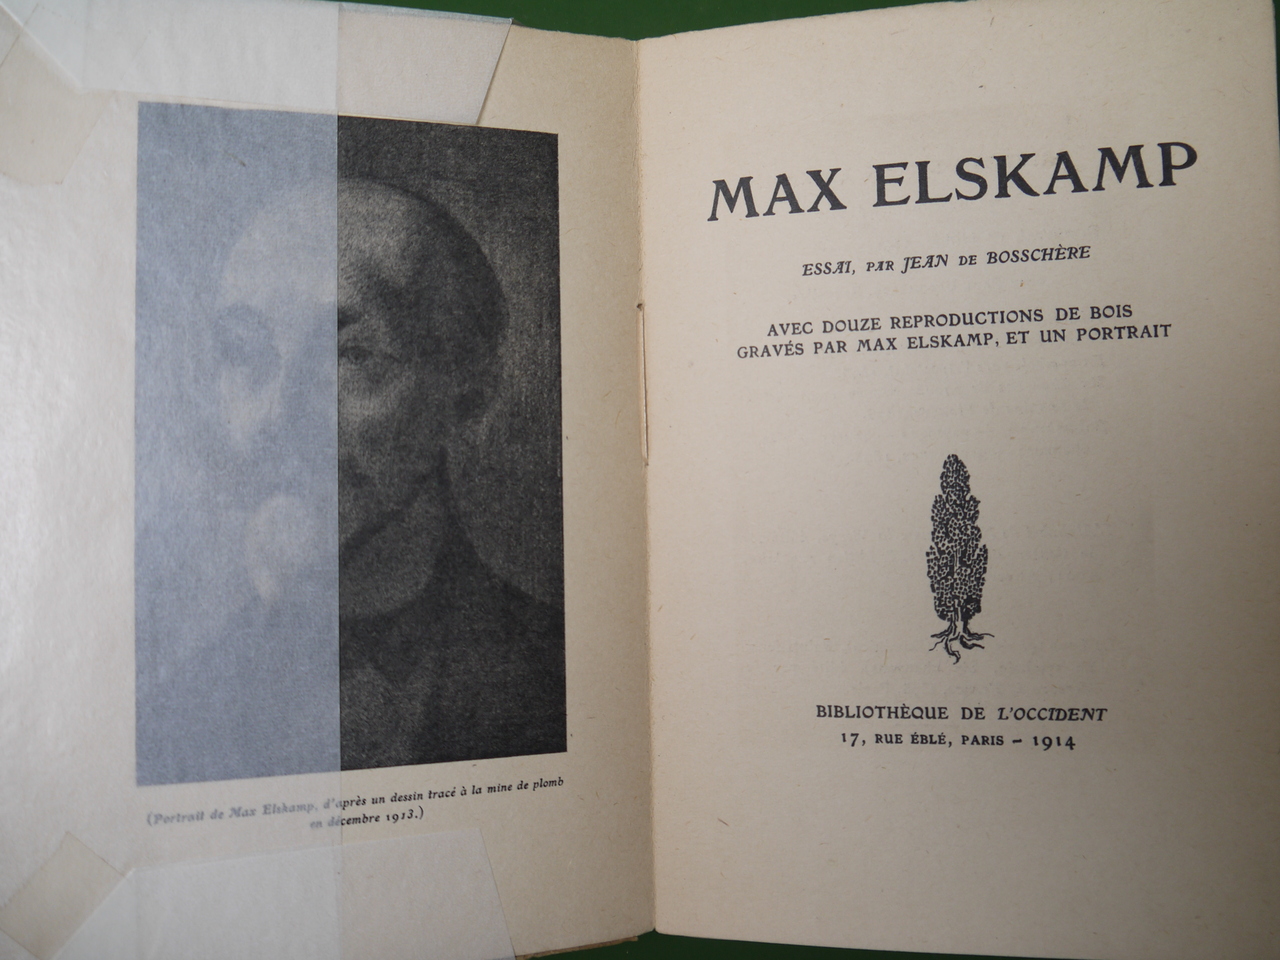 (Portrait de Max Elskamp, d'après un dessin tracé à la mine de plomb
en décembre 1913.)
MAX ELSKAMP
ESSAI, PAR JEAN DE BOSSCHÈRE
AVEC DOUZE REPRODUCTIONS DE BOIS
GRAVÉS PAR MAX ELSKAMP, ET UN PORTRAIT
BIBLIOTHÈQUE DE L'OCCIDENT
17, RUE ÉBLÉ, PARIS – 1914